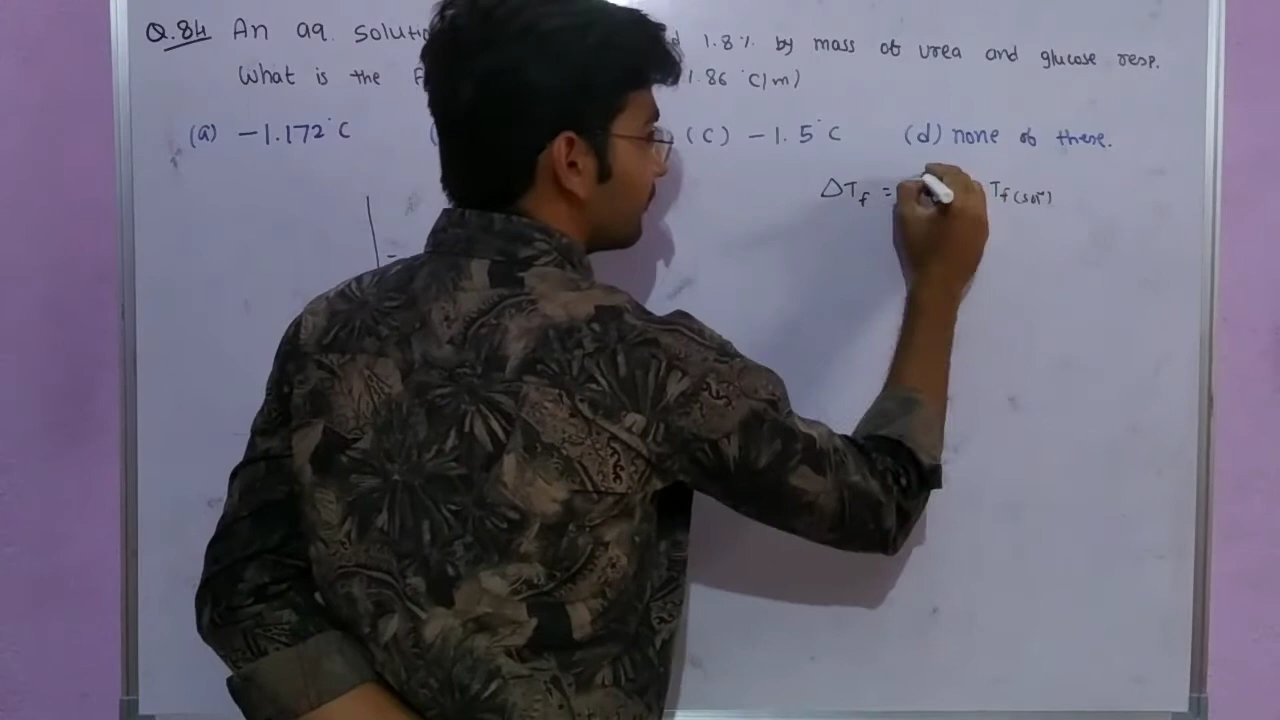 Q.84 An aq. solutio d 1.8% by mass of urea and glucose resp.
What is the f 1.86 °C/m)
(a) -1.172°C ( (C) -1.5°C (d) none of these.
ΔTf = Tf(solⁿ)